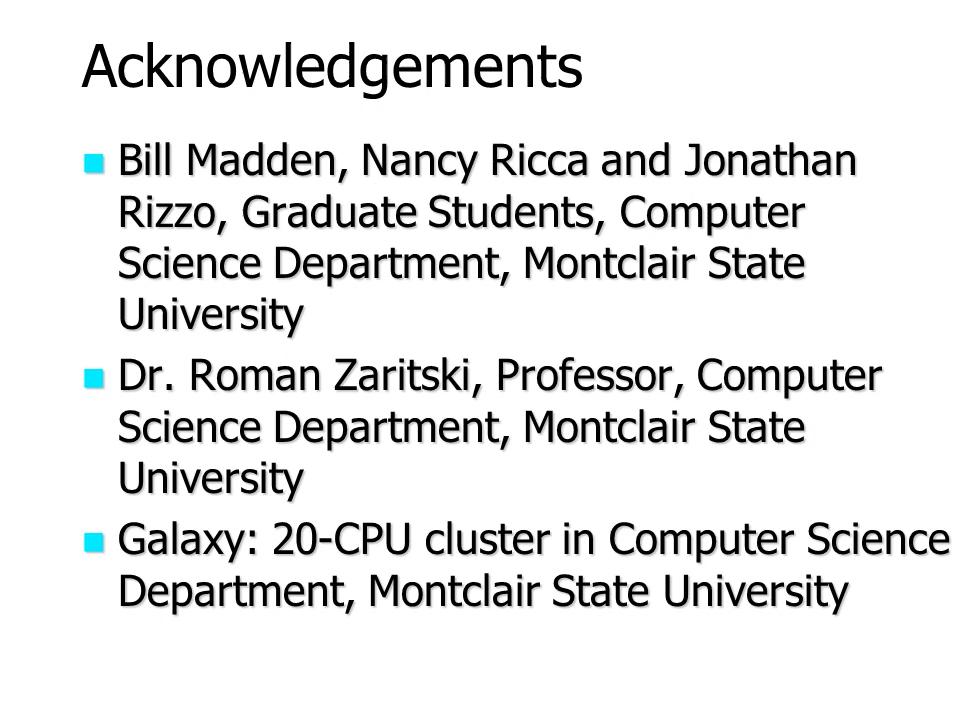 Acknowledgements
Bill Madden, Nancy Ricca and Jonathan
Rizzo, Graduate Students, Computer
Science Department, Montclair State
University
Dr. Roman Zaritski, Professor, Computer
Science Department, Montclair State
University
Galaxy: 20-CPU cluster in Computer Science
Department, Montclair State University